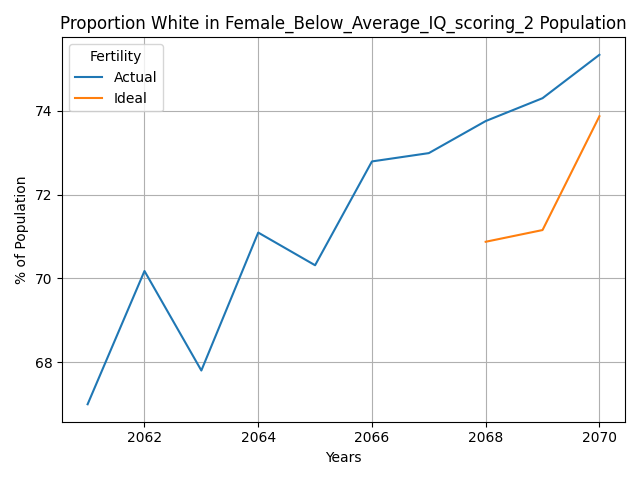 Proportion White in Female_Below_Average_IQ_scoring_2 Population
Fertility
Actual
Ideal
% of Population
74
72
70
68
2062 2064 2066 2068 2070
Years